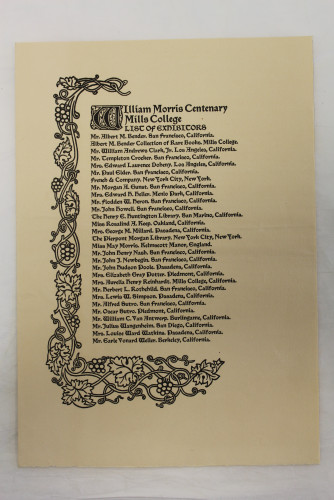 William Morris Centenary
Mills College
LIST OF EXHIBITORS
Mr. Albert M. Bender. San Francisco, California.
Albert M. Bender Collection of Rare Books. Mills College
Mr. William Andrews Clark, Jr. Los Angeles, California.
Mr. Templeton Crocker. San Francisco, California.
Mrs. Edward Laurence Doheny. Los Angeles, California.
Mr. Paul Elder. San Francisco, California.
French & Company. New York City, New York.
Mr. Morgan A. Gunst. San Francisco, California.
Mrs. Edward H. Heller. Menlo Park, California.
Mr. Flodden W. Heron. San Francisco, California.
Mr. John Howell. San Francisco, California.
The Henry E. Huntington Library. San Marino, California.
Miss Rosalind A. Keep. Oakland, California.
Mrs. George M. Millard. Pasadena, California.
The Pierpont Morgan Library. New York City, New York.
Miss May Morris. Kelmscott Manor, England.
Mr. John Henry Nash. San Francisco, California.
Mr. John J. Newbegin. San Francisco, California.
Mr. John Hudson Poole. Pasadena, California.
Mrs. Elizabeth Gray Potter. Piedmont, California.
Mrs. Aurelia Henry Reinhardt. Mills College, California.
Mr. Herbert L. Rothchild. San Francisco, California.
Mrs. Lewis W. Simpson. Pasadena, California.
Mr. Alfred Sutro. San Francisco, California.
Mr. Oscar Sutro. Piedmont, California.
Mr. William C. Van Antwerp. Burlingame, California.
Mr. Julius Wangenheim. San Diego, California.
Mrs. Louise Ward Watkins. Pasadena, California.
Mr. Earle Venard Weller. Berkeley, California.